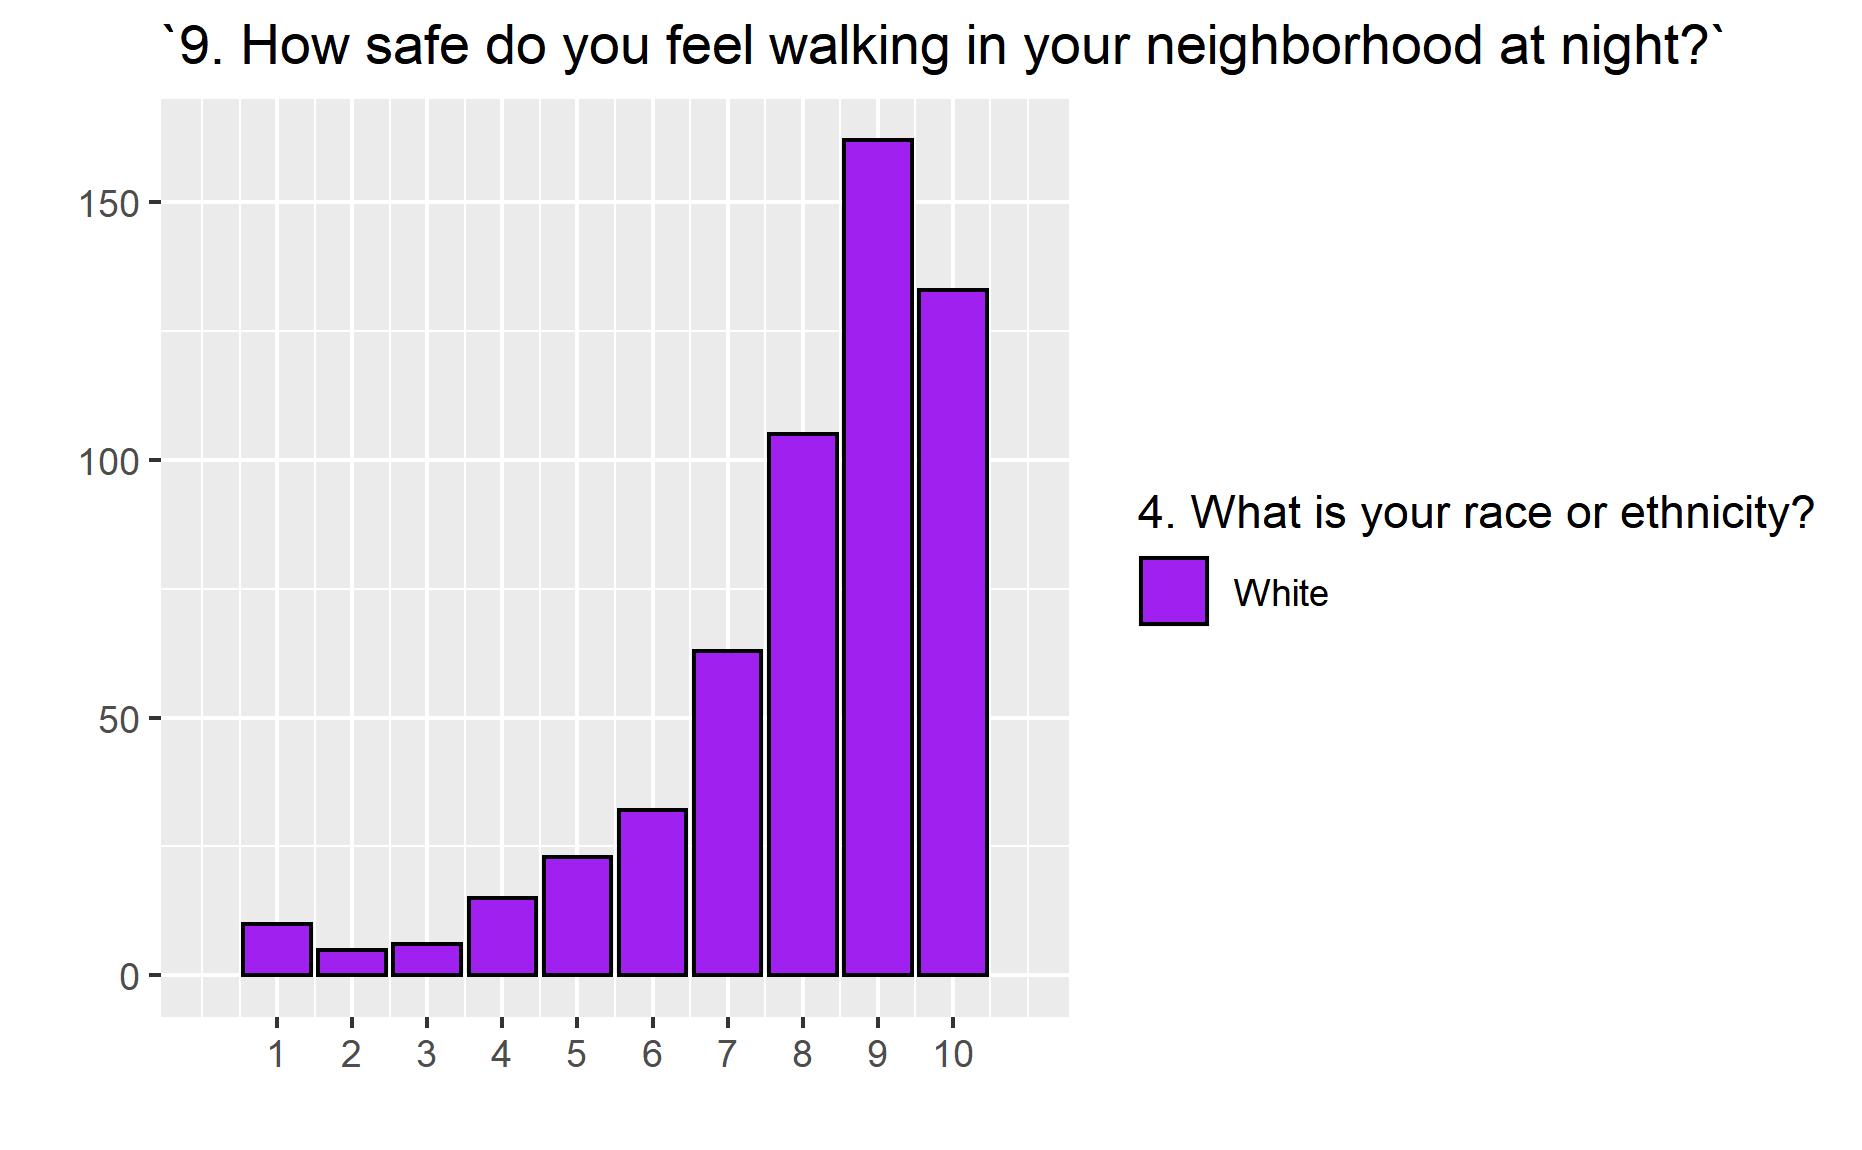 `9. How safe do you feel walking in your neighborhood at night?`
150
100
50
0
1 2 3 4 5 6 7 8 9 10
4. What is your race or ethnicity?
White